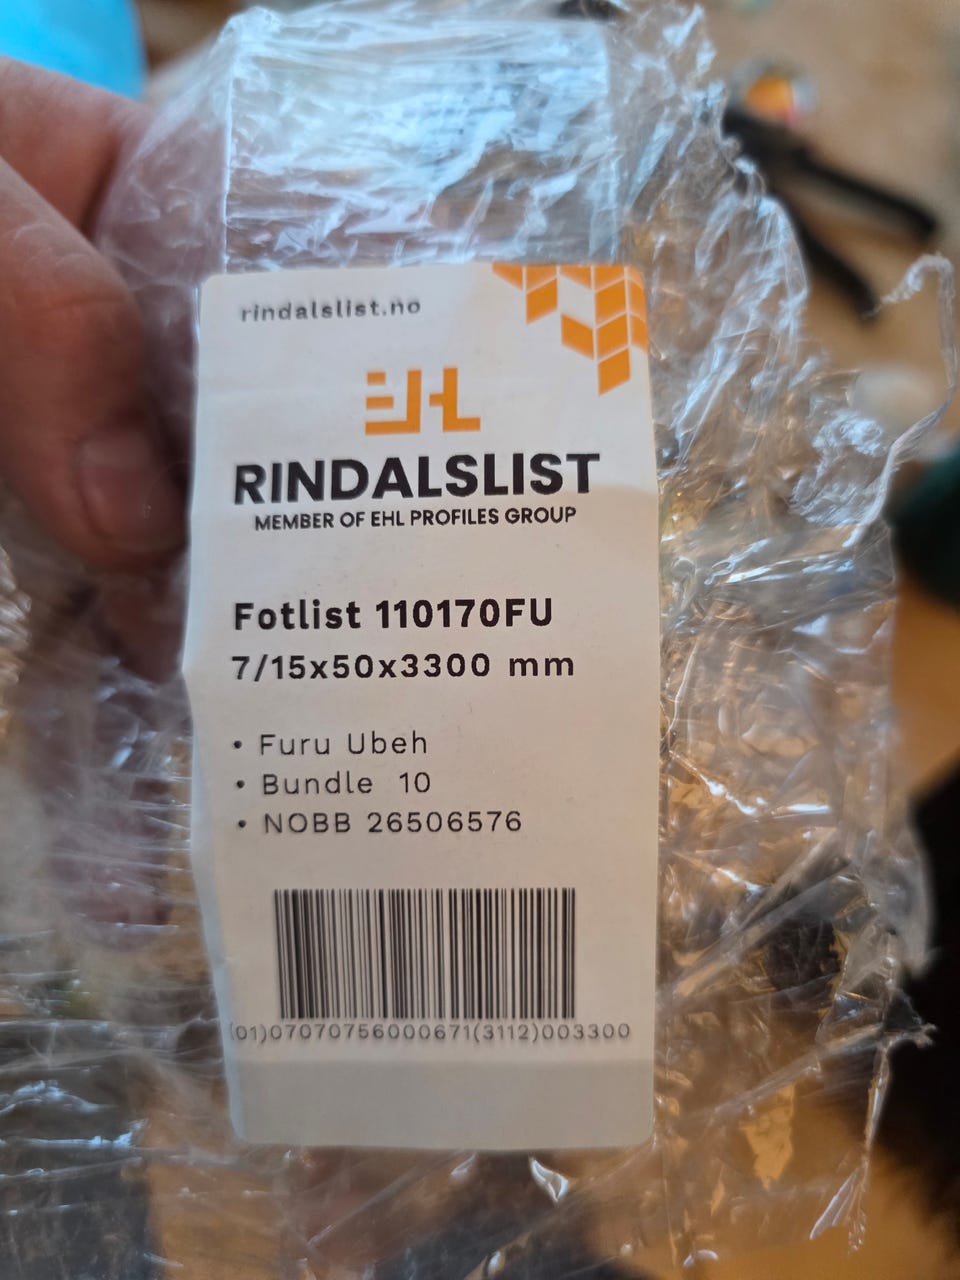 rindalslist.no
EHL
RINDALSLIST
MEMBER OF EHL PROFILES GROUP
Fotlist 110170FU
7/15x50x3300 mm
• Furu Ubeh
• Bundle 10
• NOBB 26506576
(01)07070756000671(3112)003300